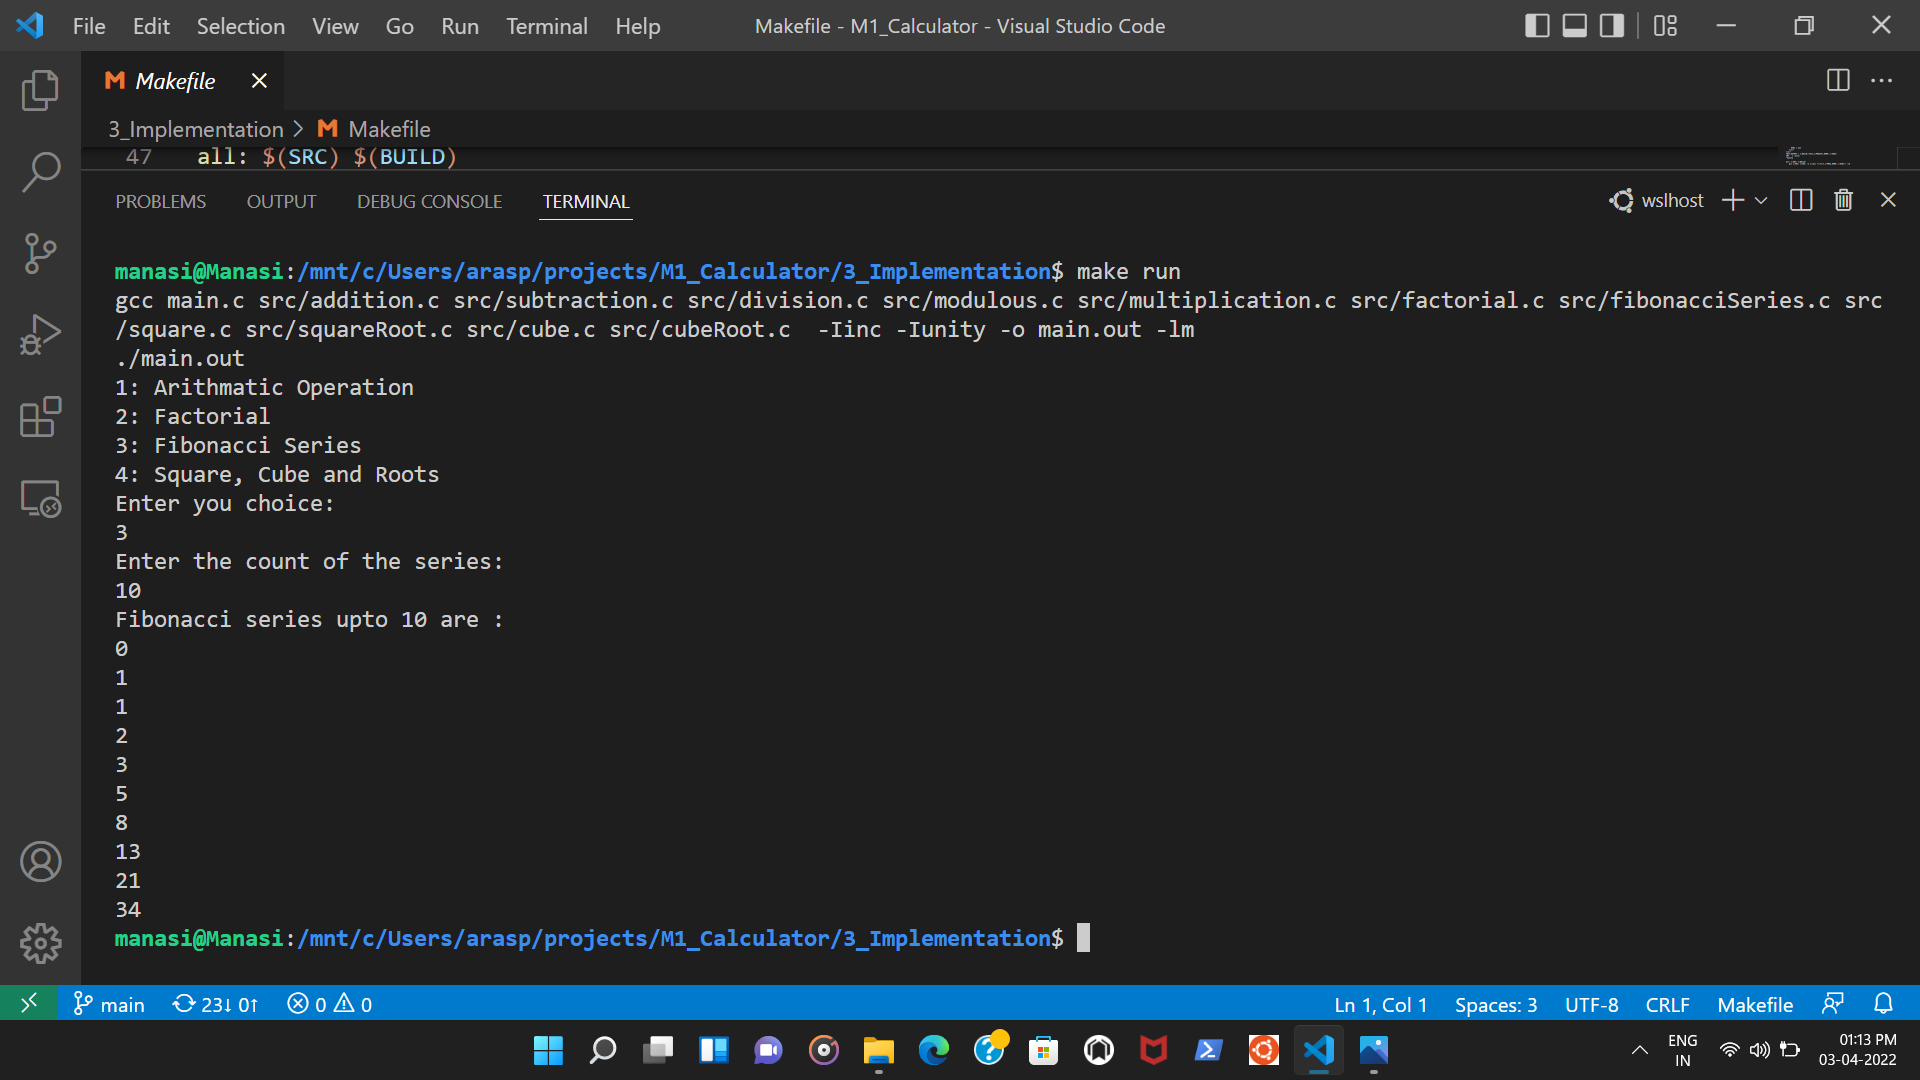 File Edit Selection View Go Run Terminal Help
Makefile - M1_Calculator - Visual Studio Code
Makefile
3_Implementation > Makefile
47 all: $(SRC) $(BUILD)
PROBLEMS OUTPUT DEBUG CONSOLE TERMINAL
wslhost
manasi@Manasi:/mnt/c/Users/arasp/projects/M1_Calculator/3_Implementation$ make run
gcc main.c src/addition.c src/subtraction.c src/division.c src/modulous.c src/multiplication.c src/factorial.c src/fibonacciSeries.c src
/square.c src/squareRoot.c src/cube.c src/cubeRoot.c  -Iinc -Iunity -o main.out -lm
./main.out
1: Arithmatic Operation
2: Factorial
3: Fibonacci Series
4: Square, Cube and Roots
Enter you choice:
3
Enter the count of the series:
10
Fibonacci series upto 10 are :
0
1
1
2
3
5
8
13
21
34
manasi@Manasi:/mnt/c/Users/arasp/projects/M1_Calculator/3_Implementation$
main 23↓ 0↑ 0 0
Ln 1, Col 1 Spaces: 3 UTF-8 CRLF Makefile
ENG
IN
01:13 PM
03-04-2022